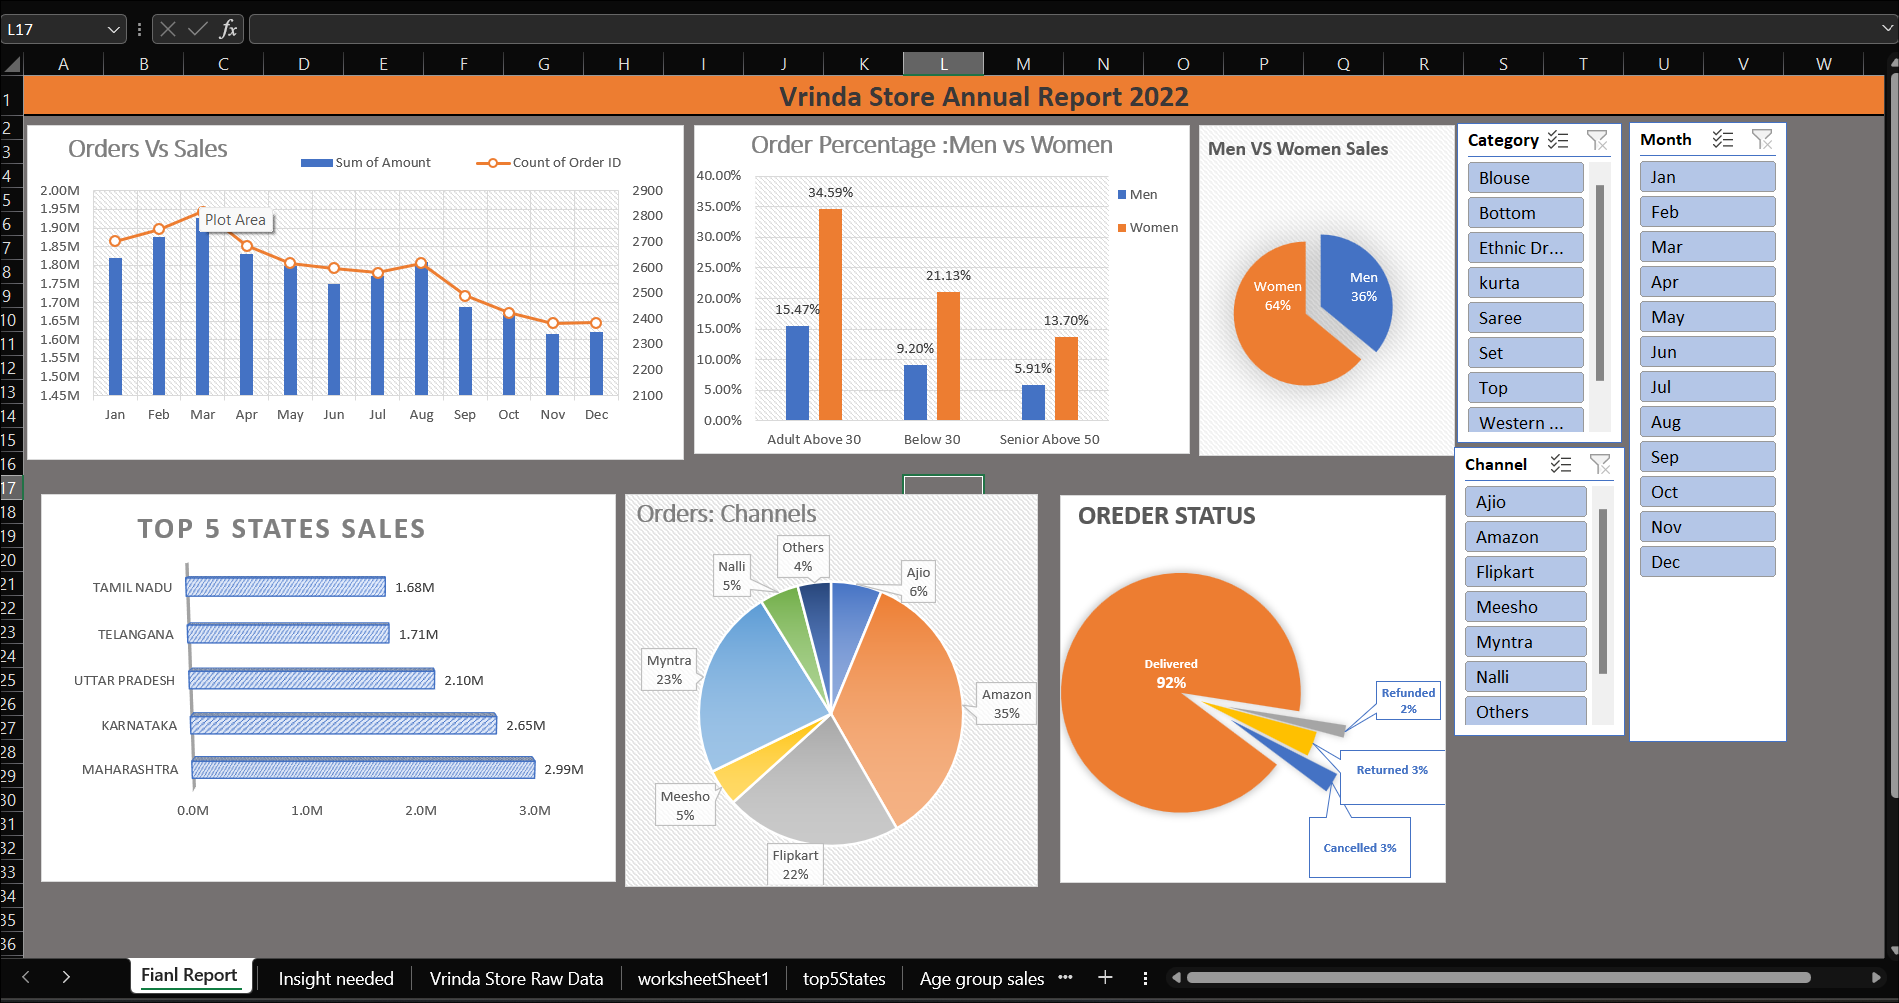 L17
fx
A B C D E F G H I J K L M N O P Q R S T U V W
1
Vrinda Store Annual Report 2022
2
3
4
5
6
7
8
9
10
11
12
13
14
15
16
17
18
19
20
21
22
23
24
25
26
27
28
29
30
31
32
33
34
35
36
Orders Vs Sales
Sum of Amount
Count of Order ID
2.00M
1.95M
1.90M
1.85M
1.80M
1.75M
1.70M
1.65M
1.60M
1.55M
1.50M
1.45M
Plot Area
2900
2800
2700
2600
2500
2400
2300
2200
2100
Jan Feb Mar Apr May Jun Jul Aug Sep Oct Nov Dec
Order Percentage :Men vs Women
40.00%
35.00%
30.00%
25.00%
20.00%
15.00%
10.00%
5.00%
0.00%
15.47%
34.59%
9.20%
21.13%
5.91%
13.70%
Men
Women
Adult Above 30 Below 30 Senior Above 50
Men VS Women Sales
Women
64%
Men
36%
Category
Blouse
Bottom
Ethnic Dr...
kurta
Saree
Set
Top
Western ...
Month
Jan
Feb
Mar
Apr
May
Jun
Jul
Aug
Sep
Oct
Nov
Dec
Channel
Ajio
Amazon
Flipkart
Meesho
Myntra
Nalli
Others
TOP 5 STATES SALES
TAMIL NADU 1.68M
TELANGANA 1.71M
UTTAR PRADESH 2.10M
KARNATAKA 2.65M
MAHARASHTRA 2.99M
0.0M 1.0M 2.0M 3.0M
Orders: Channels
Others
4%
Nalli
5%
Ajio
6%
Myntra
23%
Amazon
35%
Meesho
5%
Flipkart
22%
OREDER STATUS
Delivered
92%
Refunded
2%
Returned 3%
Cancelled 3%
Fianl Report Insight needed Vrinda Store Raw Data worksheetSheet1 top5States Age group sales ...